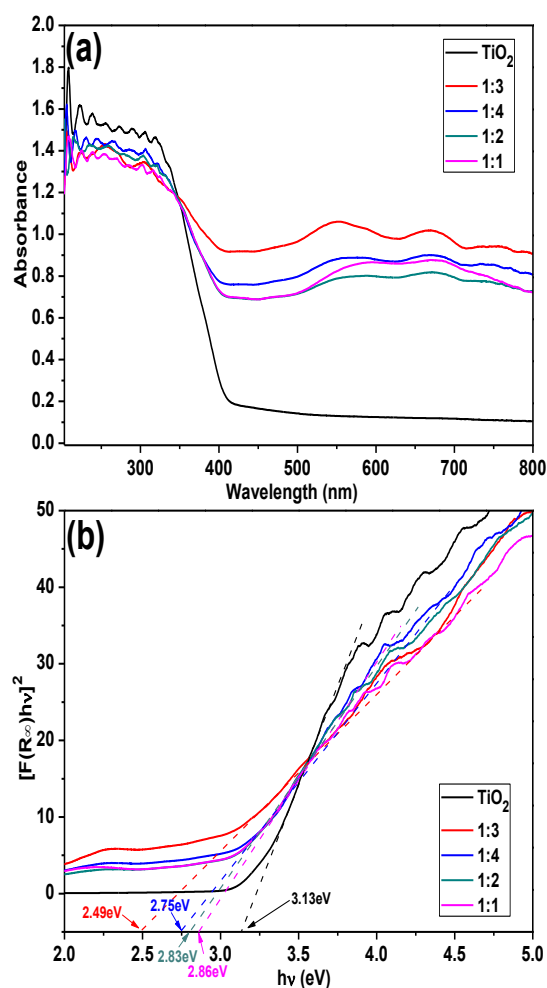 (a)
TiO₂
1:3
1:4
1:2
1:1
2.0
1.8
1.6
1.4
1.2
1.0
0.8
0.6
0.4
0.2
0.0
Absorbance
300 400 500 600 700 800
Wavelength (nm)
(b)
50
40
30
20
10
0
[F(R∞)hν]²
TiO₂
1:3
1:4
1:2
1:1
2.49eV
2.75eV
3.13eV
2.83eV
2.86eV
2.0 2.5 3.0 3.5 4.0 4.5 5.0
hν (eV)